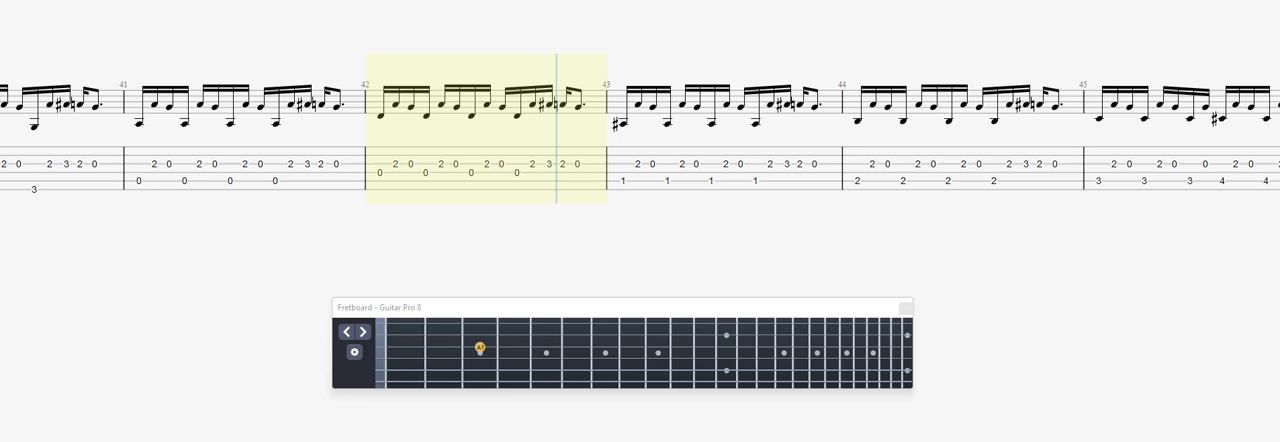 41 42 43 44 45
2 0 2 3 2 0 2 0 2 0 2 0 2 3 2 0 2 0 2 0 2 0 2 3 2 0 2 0 2 0 2 0 2 3 2 0 2 0 2 0 2 0 2 3 2 0 2 0 2 0 0 2 0
0 0 0 0
0 0 0 0 1 1 1 1 2 2 2 2 3 3 3 4 4
3
Fretboard - Guitar Pro 8
A♯